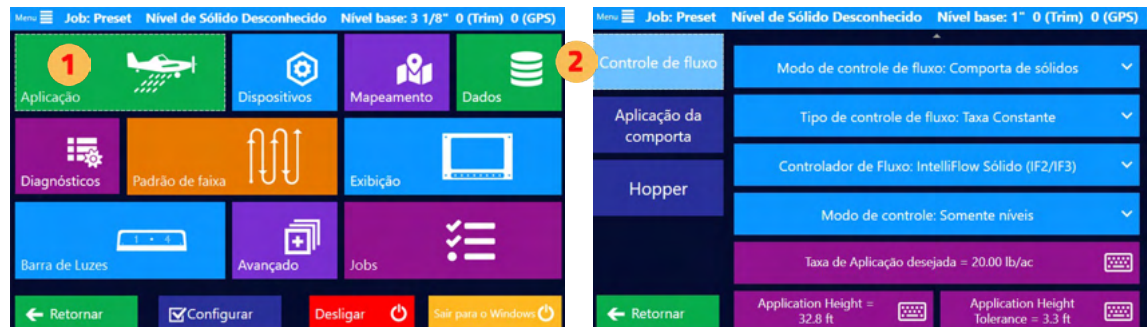 Menu Job: Preset Nível de Sólido Desconhecido Nível base: 3 1/8" 0 (Trim) 0 (GPS)
1
Aplicação
Dispositivos
Mapeamento
Dados
Diagnósticos
Padrão de faixa
Exibição
1 • 4
Barra de Luzes
Avançado
Jobs
Retornar
Configurar
Desligar
Sair para o Windows
Menu Job: Preset Nível de Sólido Desconhecido Nível base: 1" 0 (Trim) 0 (GPS)
2
Controle de fluxo
Aplicação da
comporta
Hopper
Retornar
Modo de controle de fluxo: Comporta de sólidos
Tipo de controle de fluxo: Taxa Constante
Controlador de Fluxo: IntelliFlow Sólido (IF2/IF3)
Modo de controle: Somente níveis
Taxa de Aplicação desejada = 20.00 lb/ac
Application Height =
32.8 ft
Application Height
Tolerance = 3.3 ft